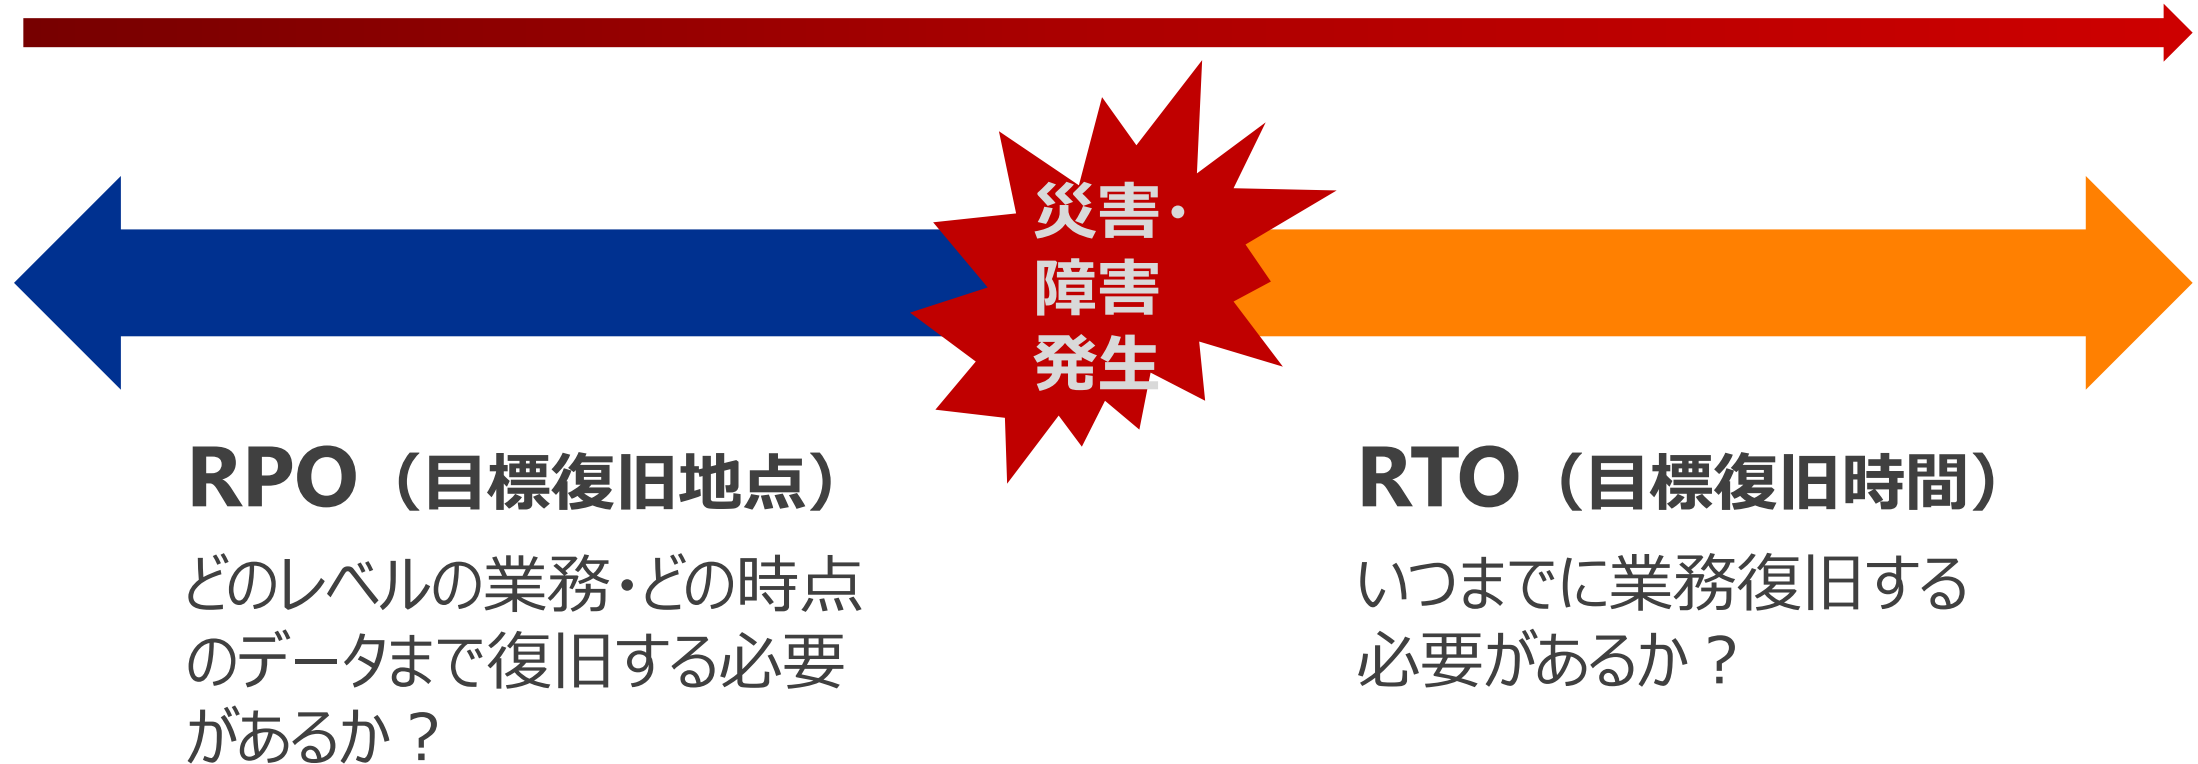 災害・
障害
発生
RPO（目標復旧地点）
どのレベルの業務・どの時点
のデータまで復旧する必要
があるか？
RTO（目標復旧時間）
いつまでに業務復旧する
必要があるか？